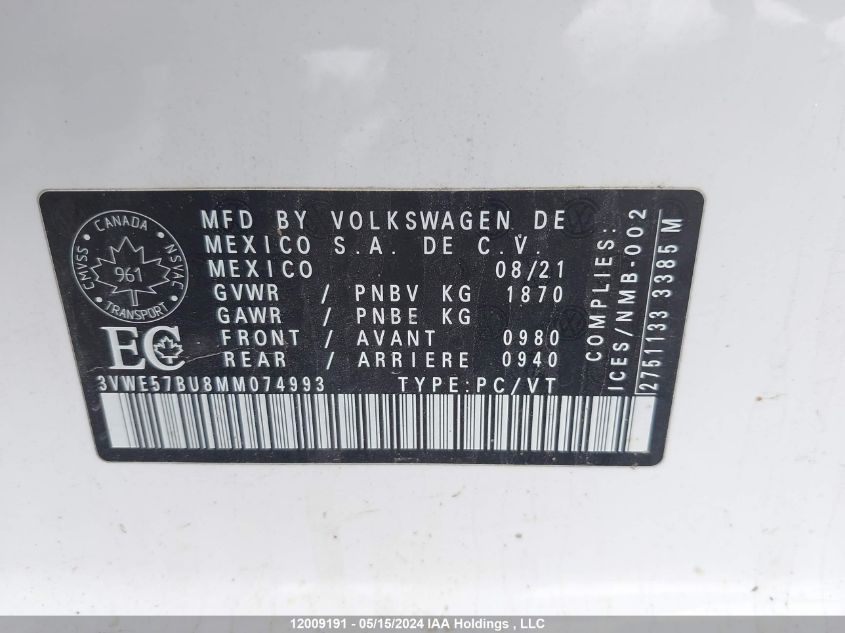 CANADA
CMVSS
NSVAC
961
TRANSPORT
EC
MFD BY VOLKSWAGEN DE
MEXICO S.A. DE C.V.
MEXICO 08/21
GVWR / PNBV KG 1870
GAWR / PNBE KG
FRONT / AVANT 0980
REAR / ARRIERE 0940
3VWE57BU8MM074993 TYPE:PC/VT
COMPLIES:
ICES/NMB-002
2751133 3385 M
12009191 - 05/15/2024 IAA Holdings , LLC